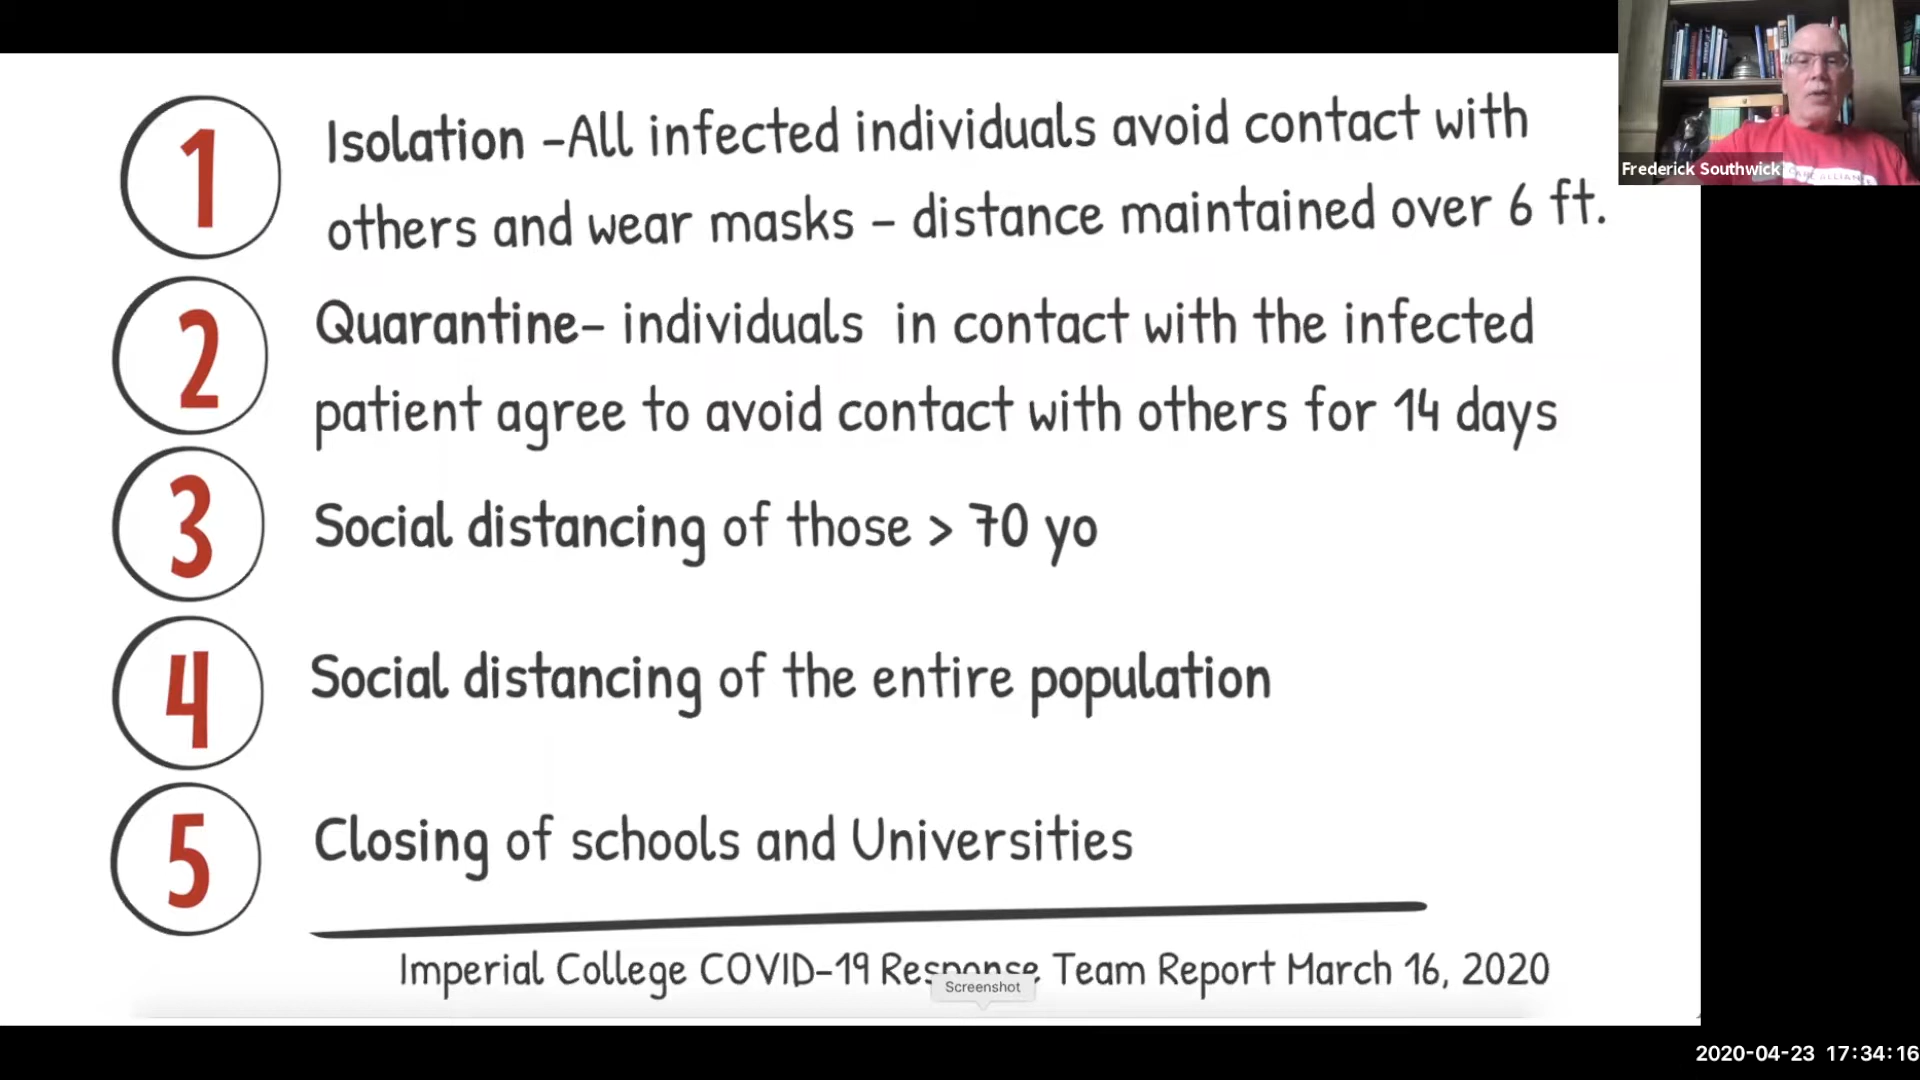 1
Isolation -All infected individuals avoid contact with
others and wear masks - distance maintained over 6 ft.
2
Quarantine- individuals in contact with the infected
patient agree to avoid contact with others for 14 days
3
Social distancing of those > 70 yo
4
Social distancing of the entire population
5
Closing of schools and Universities
Imperial College COVID-19 Response Team Report March 16, 2020
Screenshot
Frederick Southwick
2020-04-23 17:34:16